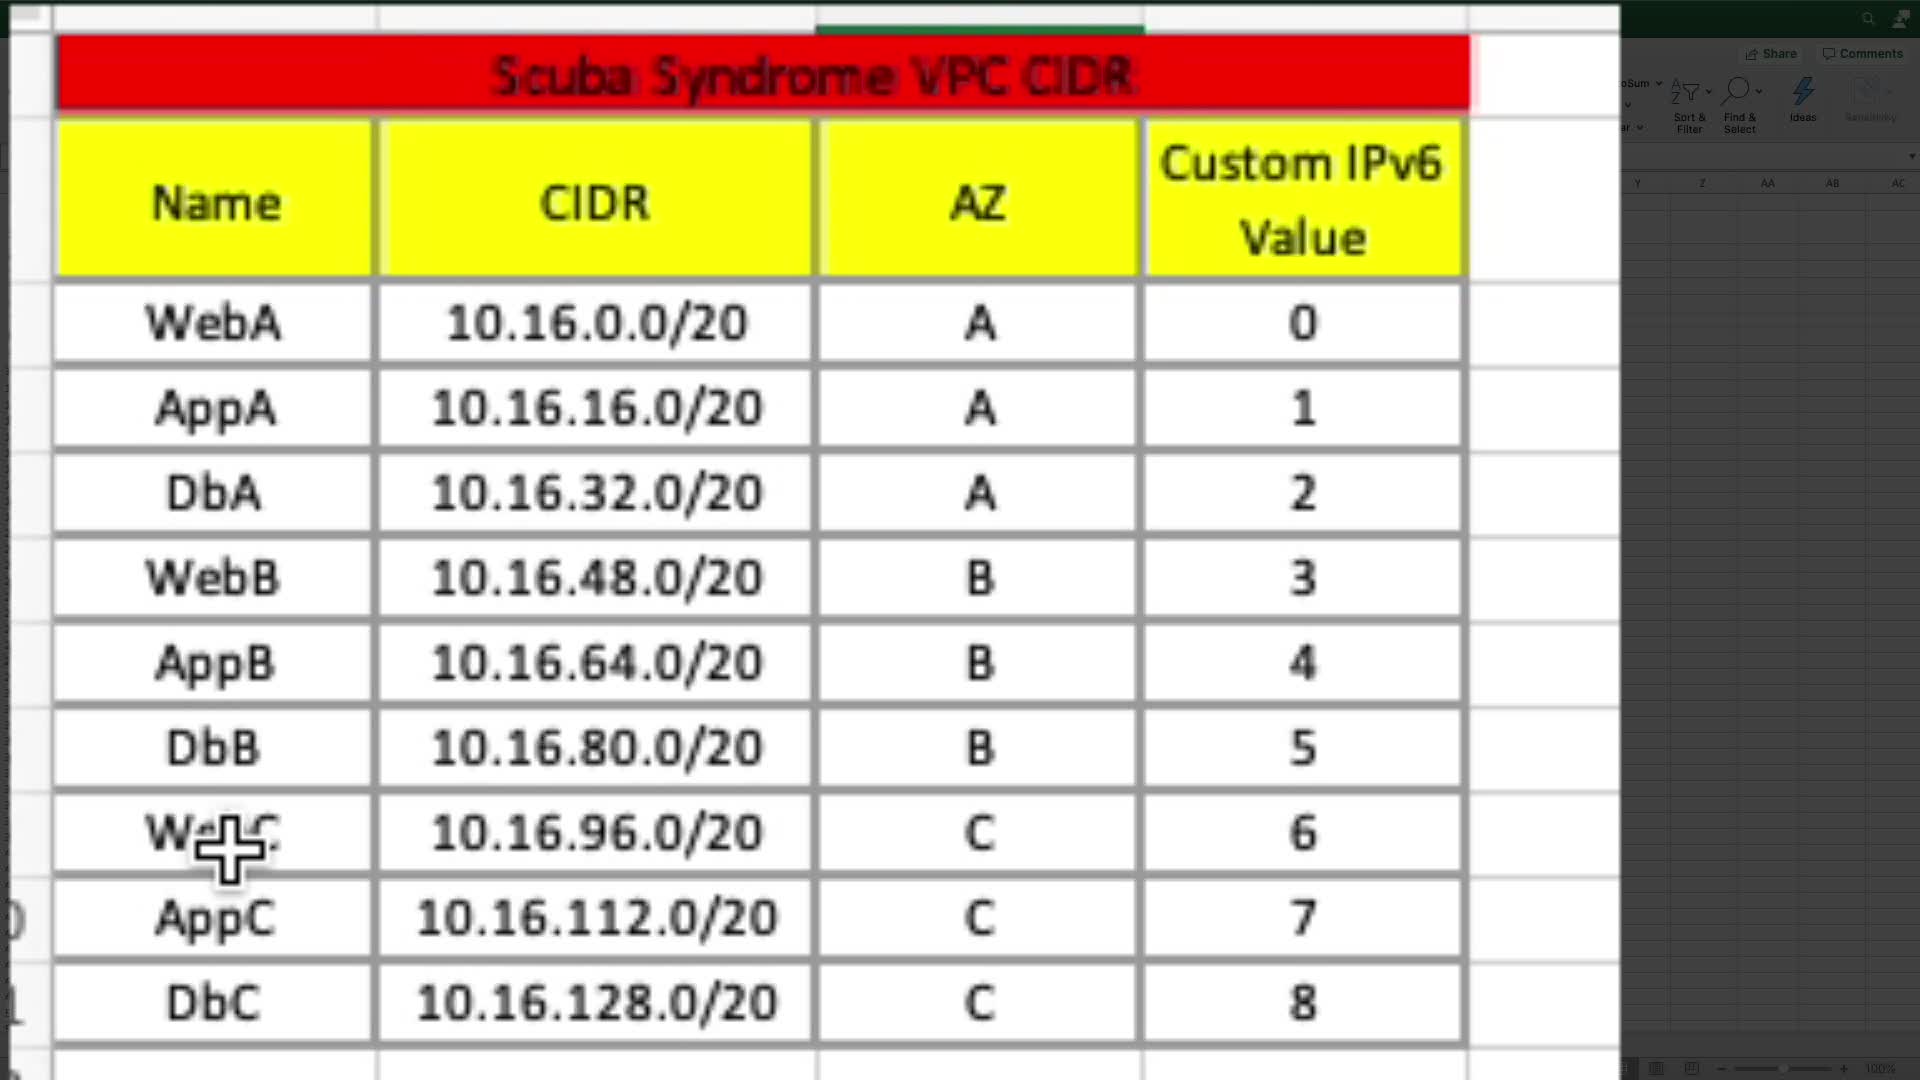 Scuba Syndrome VPC CIDR
Name CIDR AZ Custom IPv6 Value
WebA 10.16.0.0/20 A 0
AppA 10.16.16.0/20 A 1
DbA 10.16.32.0/20 A 2
WebB 10.16.48.0/20 B 3
AppB 10.16.64.0/20 B 4
DbB 10.16.80.0/20 B 5
10.16.96.0/20 C 6
AppC 10.16.112.0/20 C 7
DbC 10.16.128.0/20 C 8
Share Comments
Sort & Filter
Find & Select
Ideas
Sensitivity
Y Z AA AB AC
100%